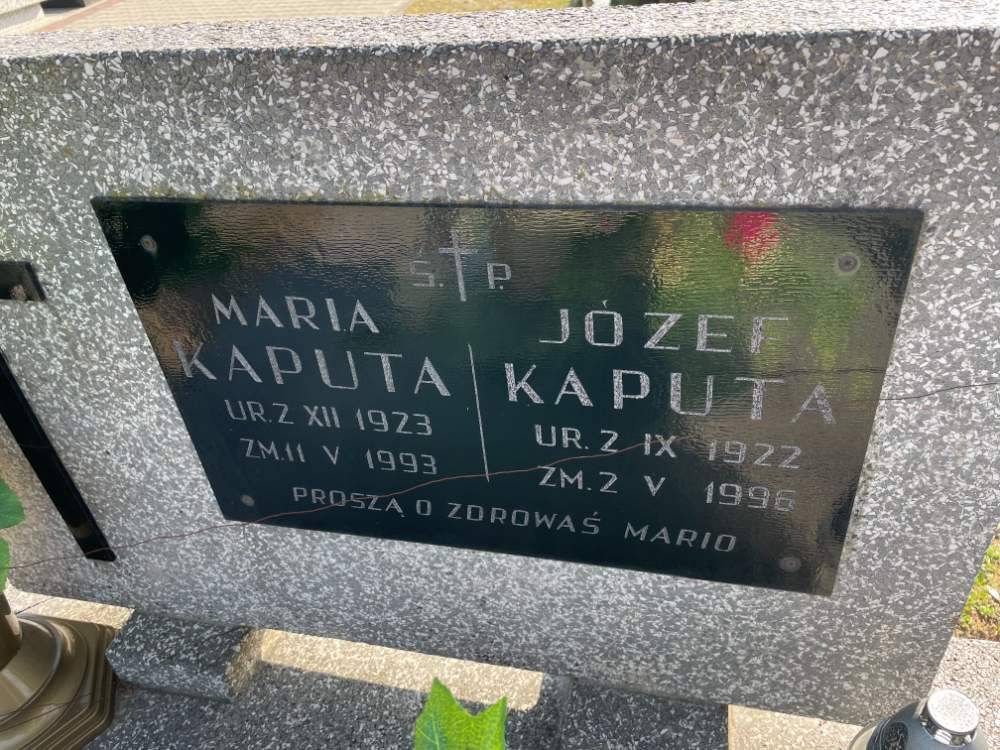 Ś. P.
MARIA
KAPUTA
UR. 2 XII 1923
ZM. 11 V 1993
JÓZEF
KAPUTA
UR. 2 IX 1922
ZM. 2 V 1996
PROSZĄ O ZDROWAŚ MARIO